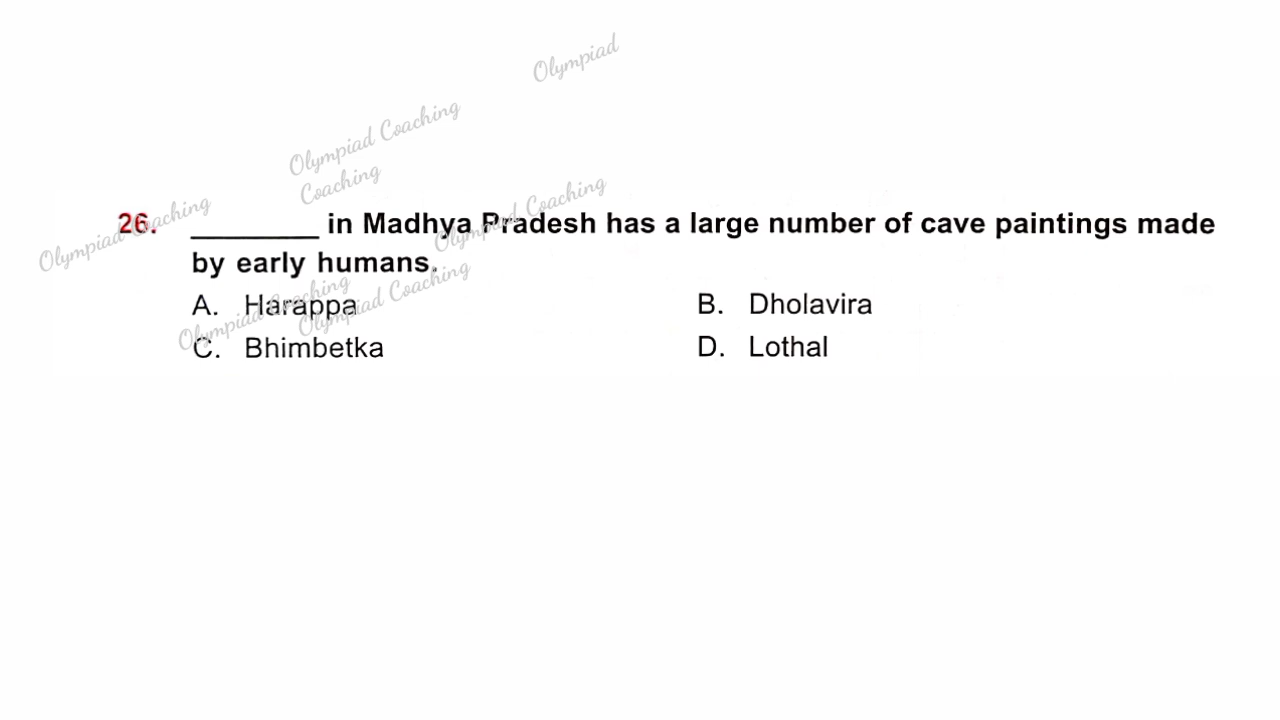 Olympiad
Olympiad Coaching
Coaching
Olympiad Coaching
Olympiad Coaching
26. ________ in Madhya Pradesh has a large number of cave paintings made
by early humans.
Olympiad Coaching
Olympiad Coaching
A. Harappa B. Dholavira
C. Bhimbetka D. Lothal